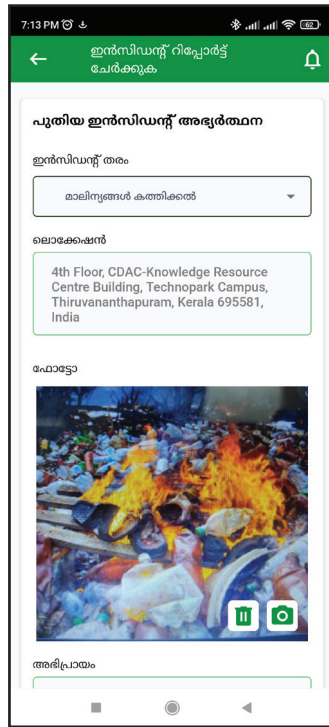 7:13 PM
62
ഇൻസിഡന്റ് റിപ്പോർട്ട്
ചേർക്കുക
പുതിയ ഇൻസിഡന്റ് അഭ്യർത്ഥന
ഇൻസിഡന്റ് തരം
മാലിന്യങ്ങൾ കത്തിക്കൽ
ലൊക്കേഷൻ
4th Floor, CDAC-Knowledge Resource
Centre Building, Technopark Campus,
Thiruvananthapuram, Kerala 695581,
India
ഫോട്ടോ
അഭിപ്രായം